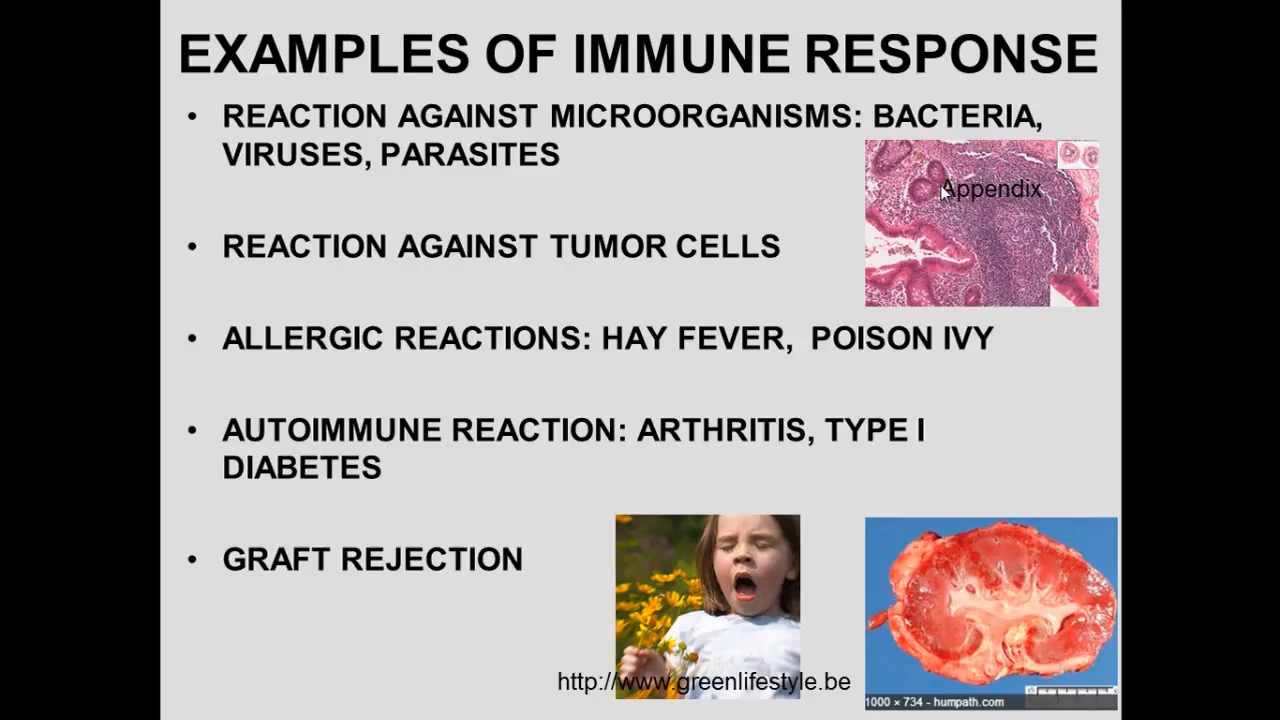 EXAMPLES OF IMMUNE RESPONSE
• REACTION AGAINST MICROORGANISMS: BACTERIA,
VIRUSES, PARASITES
Appendix
• REACTION AGAINST TUMOR CELLS
• ALLERGIC REACTIONS: HAY FEVER, POISON IVY
• AUTOIMMUNE REACTION: ARTHRITIS, TYPE I
DIABETES
• GRAFT REJECTION
http://www.greenlifestyle.be
1000 × 734 - humpath.com